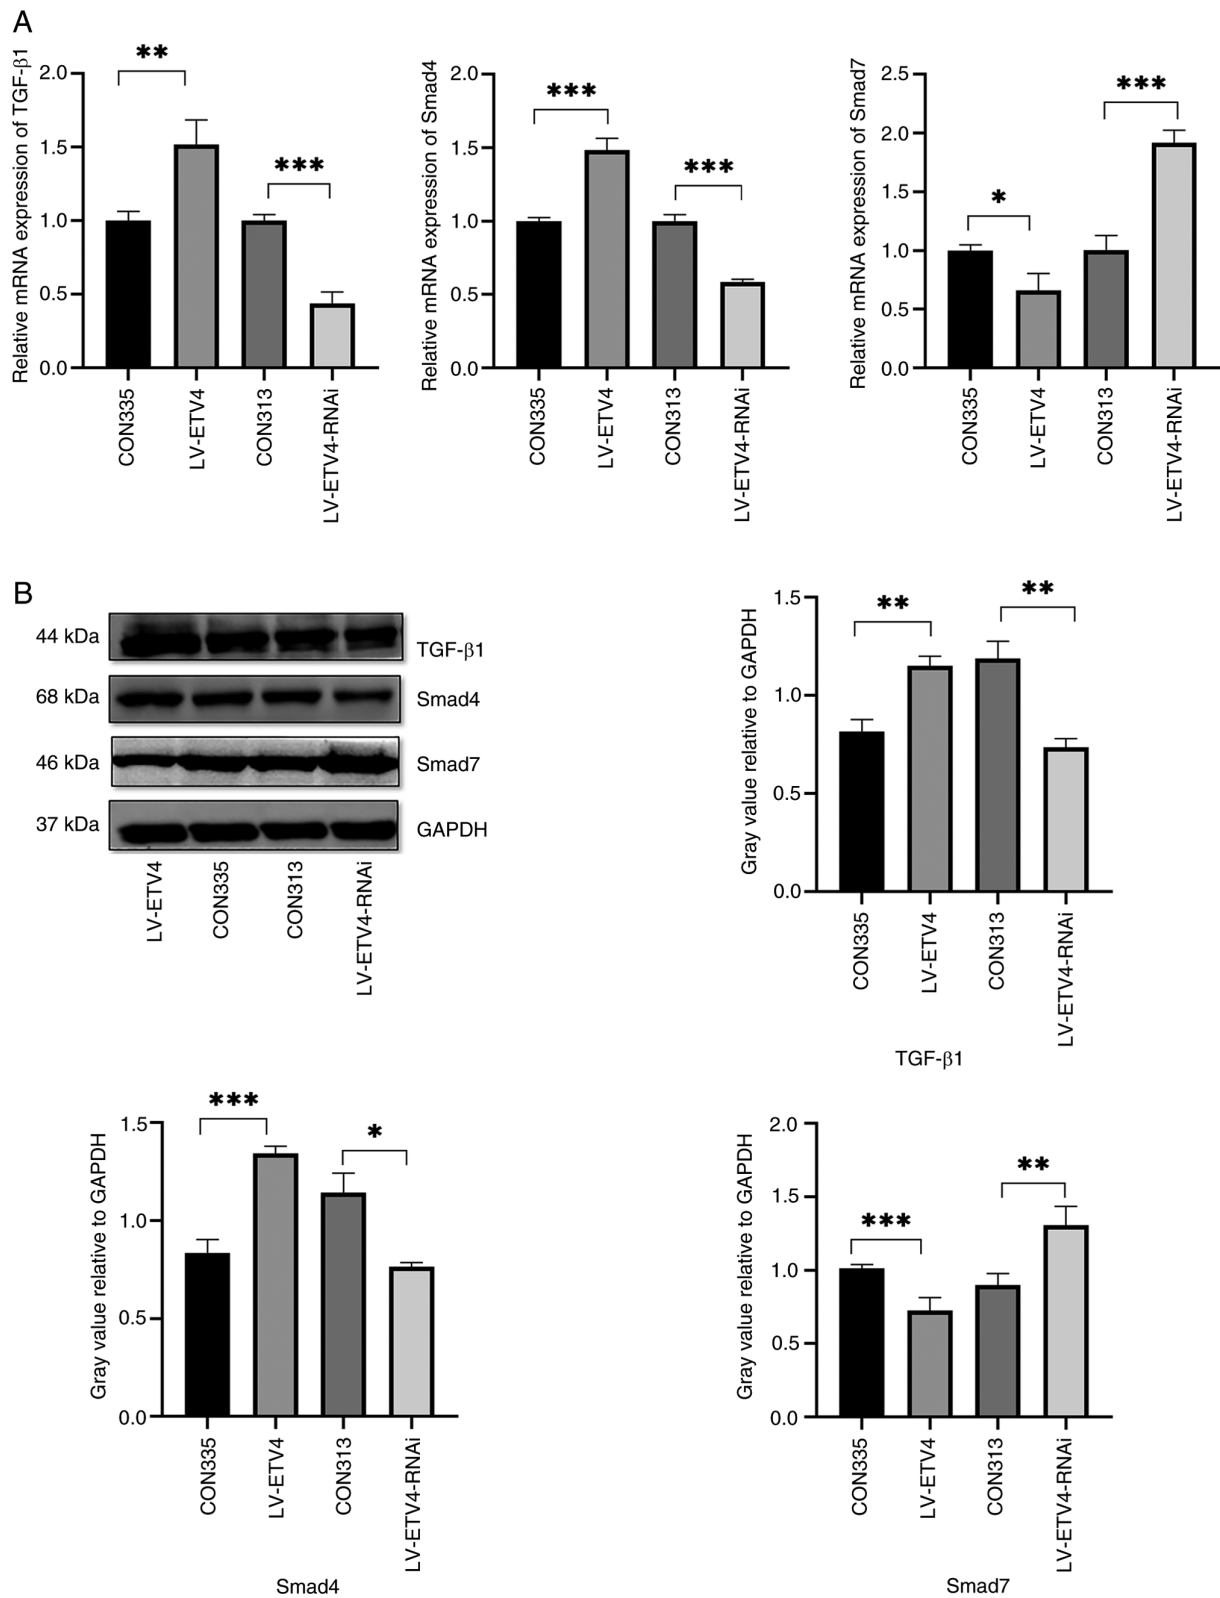 A
Relative mRNA expression of TGF-β1
2.0
1.5
1.0
0.5
0.0
**
***
CON335
LV-ETV4
CON313
LV-ETV4-RNAi
Relative mRNA expression of Smad4
2.0
1.5
1.0
0.5
0.0
***
***
CON335
LV-ETV4
CON313
LV-ETV4-RNAi
Relative mRNA expression of Smad7
2.5
2.0
1.5
1.0
0.5
0.0
*
***
CON335
LV-ETV4
CON313
LV-ETV4-RNAi
B
44 kDa
TGF-β1
68 kDa
Smad4
46 kDa
Smad7
37 kDa
GAPDH
LV-ETV4
CON335
CON313
LV-ETV4-RNAi
Gray value relative to GAPDH
1.5
1.0
0.5
0.0
**
**
CON335
LV-ETV4
CON313
LV-ETV4-RNAi
TGF-β1
Gray value relative to GAPDH
1.5
1.0
0.5
0.0
***
*
CON335
LV-ETV4
CON313
LV-ETV4-RNAi
Smad4
Gray value relative to GAPDH
2.0
1.5
1.0
0.5
0.0
***
**
CON335
LV-ETV4
CON313
LV-ETV4-RNAi
Smad7